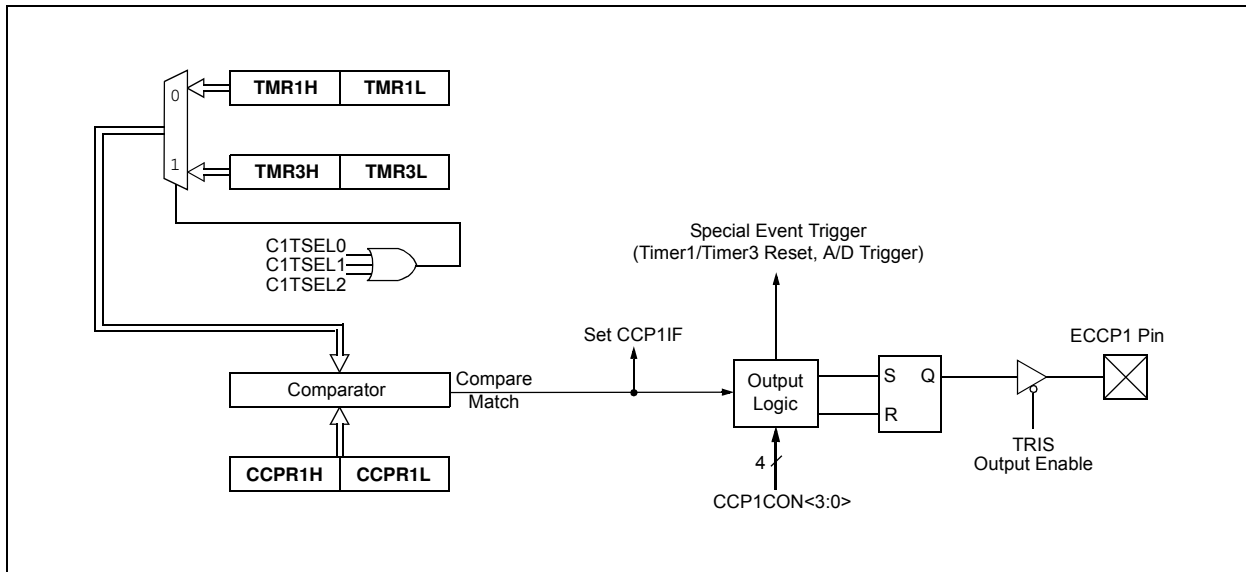 0
TMR1H TMR1L
1
TMR3H TMR3L
C1TSEL0
C1TSEL1
C1TSEL2
Special Event Trigger
(Timer1/Timer3 Reset, A/D Trigger)
Set CCP1IF
ECCP1 Pin
Comparator
Compare
Match
Output
Logic
S Q
R
TRIS
Output Enable
CCPR1H CCPR1L
4
CCP1CON<3:0>